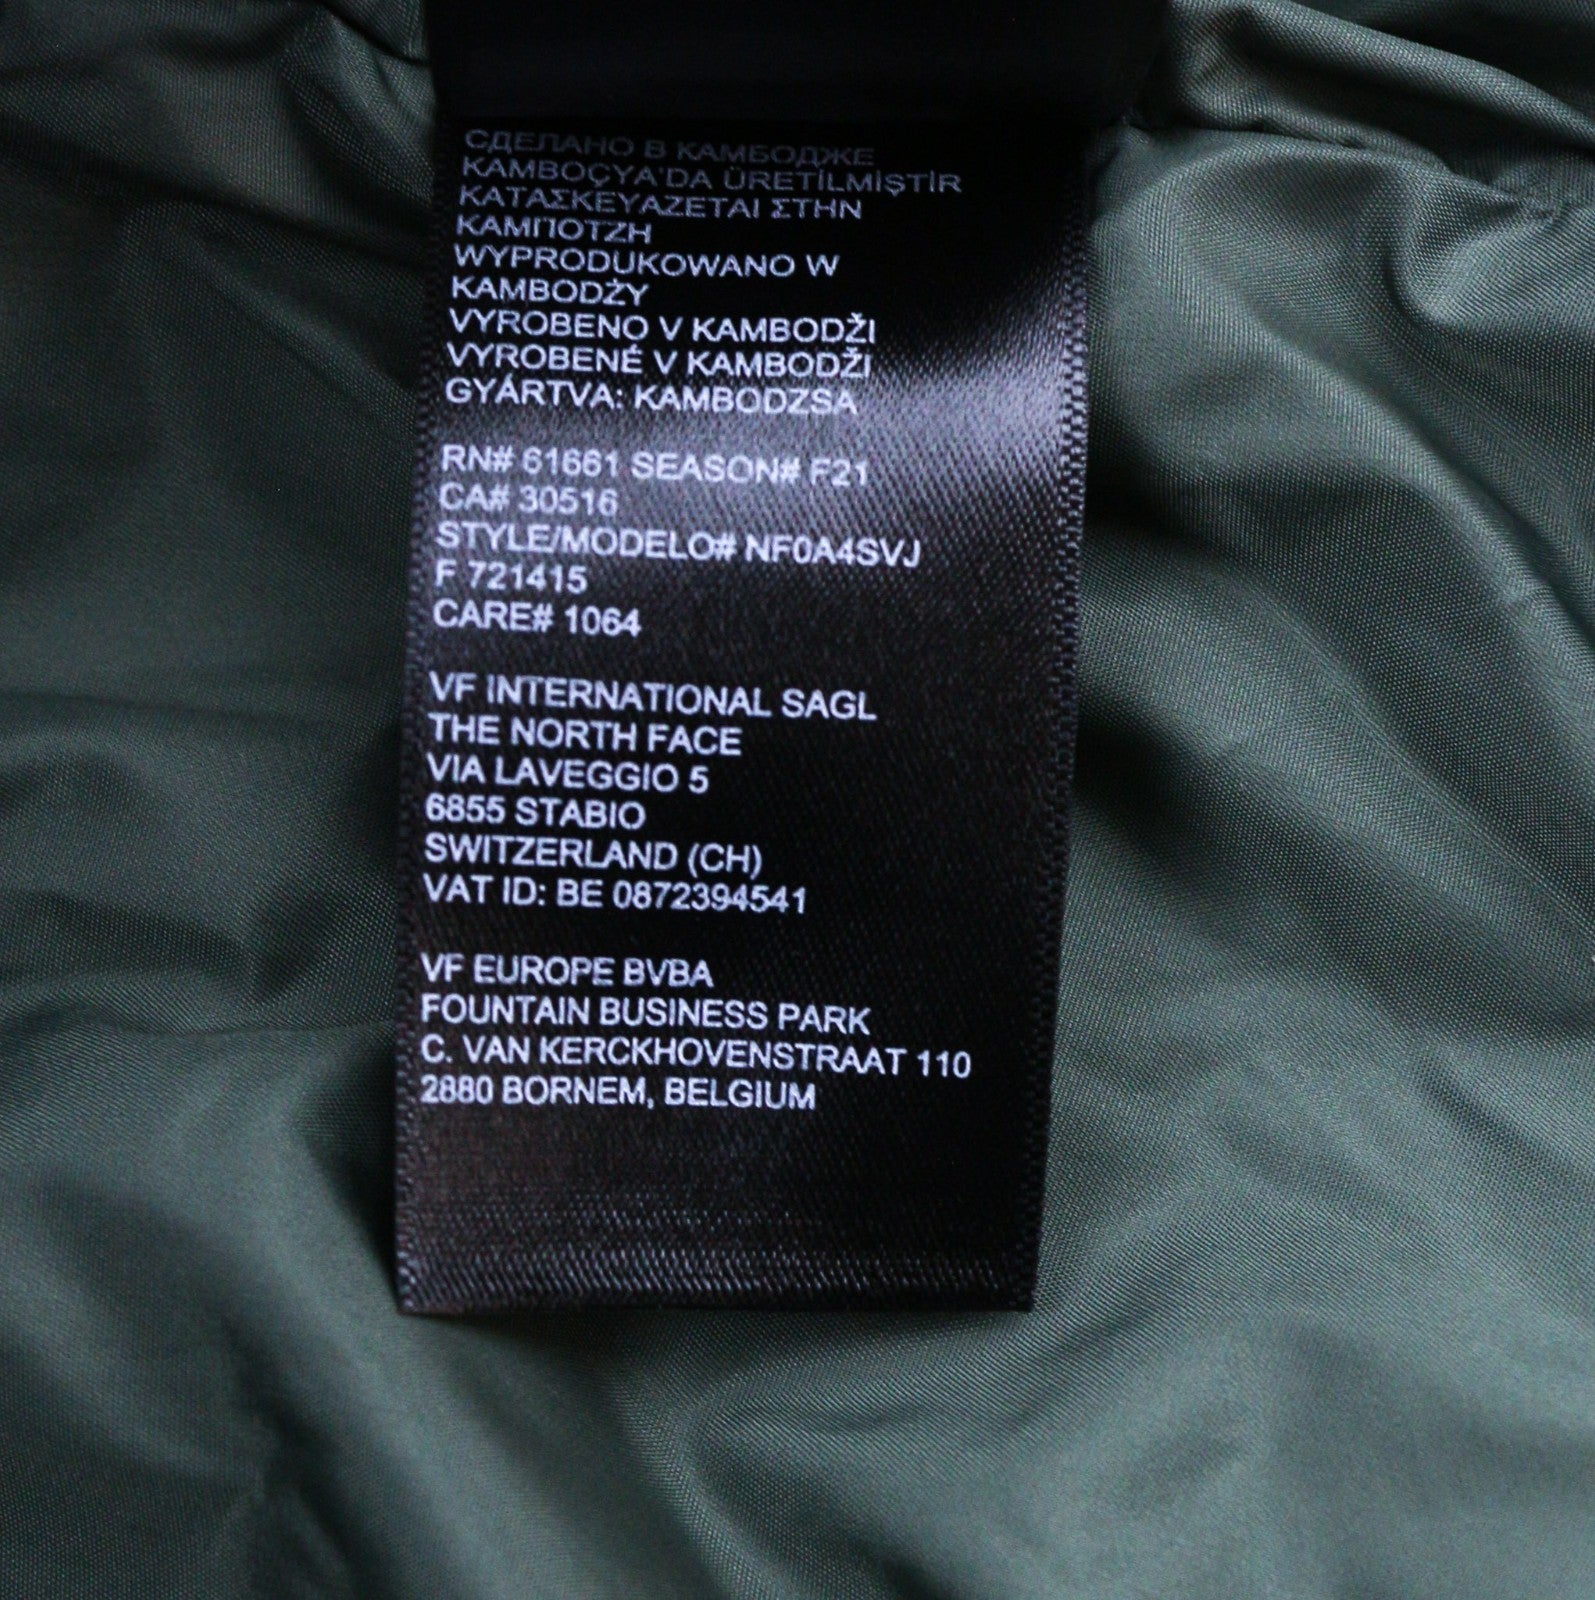 СДЕЛАНО В КАМБОДЖЕ
KAMBOÇYA'DA ÜRETİLMİŞTİR
ΚΑΤΑΣΚΕΥΑΖΕΤΑΙ ΣΤΗΝ
ΚΑΜΠΟΤΖΗ
WYPRODUKOWANO W
KAMBODŻY
VYROBENO V KAMBODŽI
VYROBENÉ V KAMBODŽI
GYÁRTVA: KAMBODZSA
RN# 61661 SEASON# F21
CA# 30516
STYLE/MODELO# NF0A4SVJ
F 721415
CARE# 1064
VF INTERNATIONAL SAGL
THE NORTH FACE
VIA LAVEGGIO 5
6855 STABIO
SWITZERLAND (CH)
VAT ID: BE 0872394541
VF EUROPE BVBA
FOUNTAIN BUSINESS PARK
C. VAN KERCKHOVENSTRAAT 110
2880 BORNEM, BELGIUM